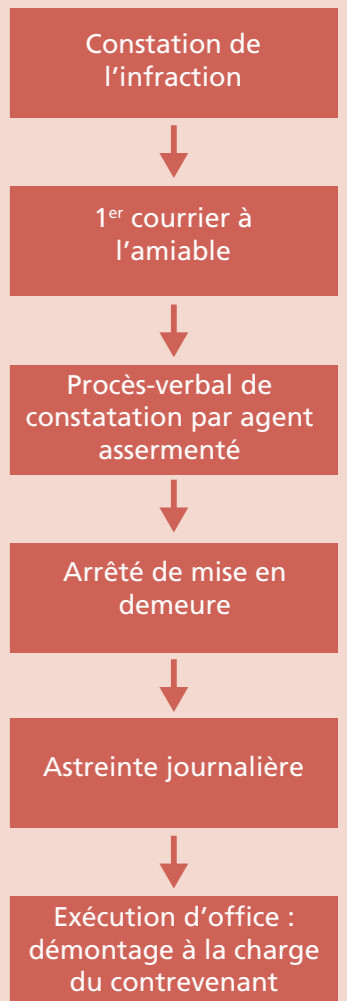 Constation de
l’infraction
1er courrier à
l’amiable
Procès-verbal de
constatation par agent
assermenté
Arrêté de mise en
demeure
Astreinte journalière
Exécution d’office :
démontage à la charge
du contrevenant